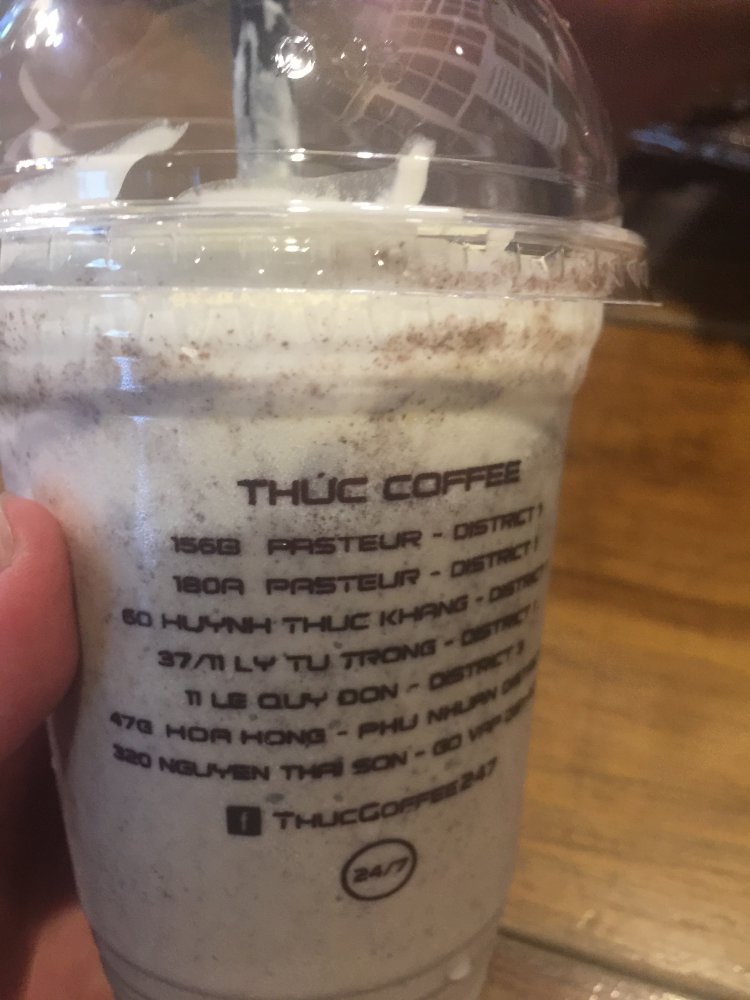 THÚC COFFEE
156B PASTEUR - DISTRICT 1
180A PASTEUR - DISTRICT 1
60 HUYNH THUC KHANG - DISTRICT
37/11 LY TU TRONG - DISTRICT 1
11 LE QUY DON - DISTRICT 3
47G HOA HONG - PHU NHUAN
320 NGUYEN THAI SON - GO VAP
f THUCCOFFEE247
24/7